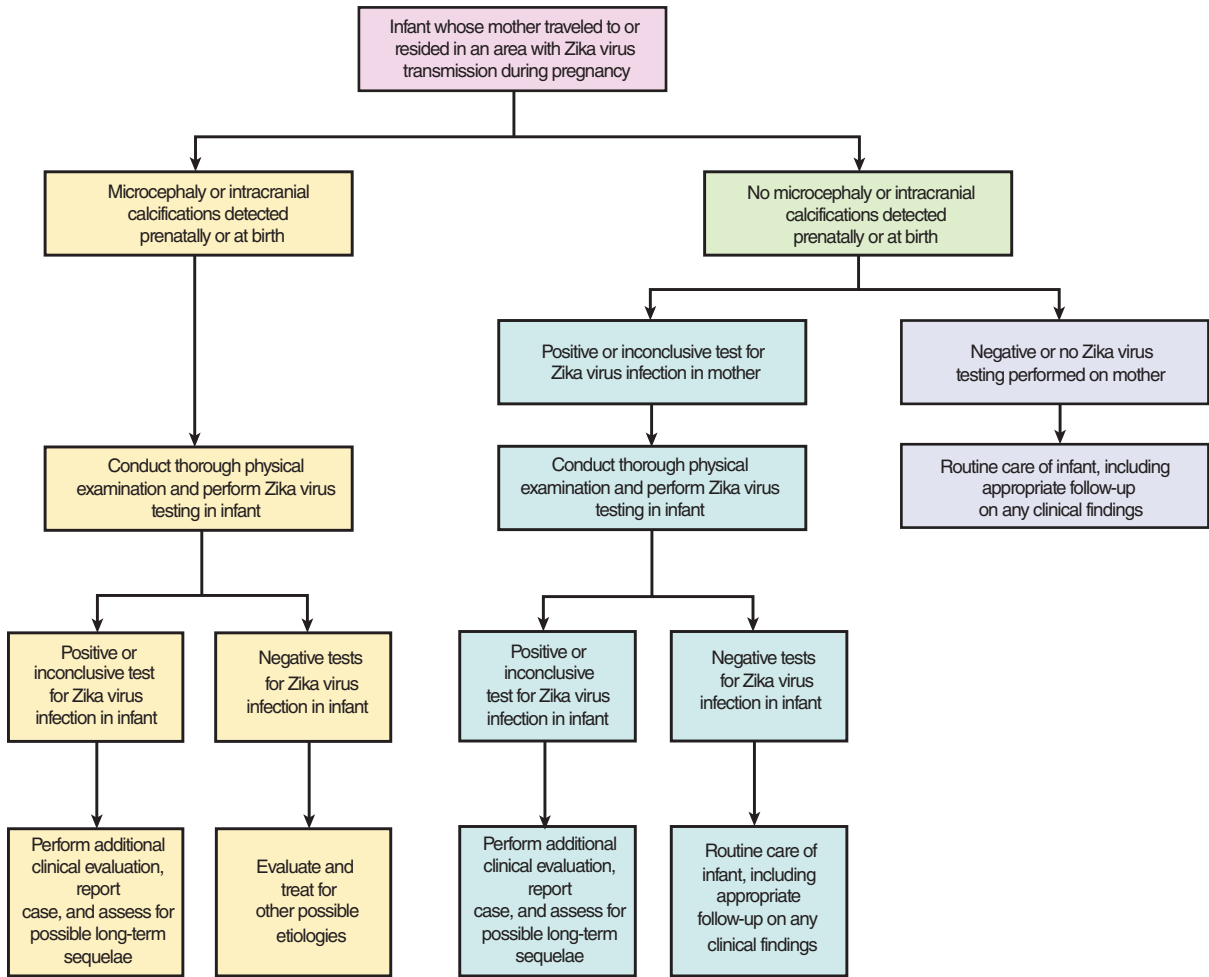 Infant whose mother traveled to or
resided in an area with Zika virus
transmission during pregnancy
Microcephaly or intracranial
calcifications detected
prenatally or at birth
No microcephaly or intracranial
calcifications detected
prenatally or at birth
Positive or inconclusive test for
Zika virus infection in mother
Negative or no Zika virus
testing performed on mother
Conduct thorough physical
examination and perform Zika virus
testing in infant
Conduct thorough physical
examination and perform Zika virus
testing in infant
Routine care of infant, including
appropriate follow-up
on any clinical findings
Positive or
inconclusive test
for Zika virus
infection in infant
Negative tests
for Zika virus
infection in infant
Positive or
inconclusive
test for Zika virus
infection in infant
Negative tests
for Zika virus
infection in infant
Perform additional
clinical evaluation,
report
case, and assess for
possible long-term
sequelae
Evaluate and
treat for
other possible
etiologies
Perform additional
clinical evaluation,
report
case, and assess for
possible long-term
sequelae
Routine care of
infant, including
appropriate
follow-up on any
clinical findings